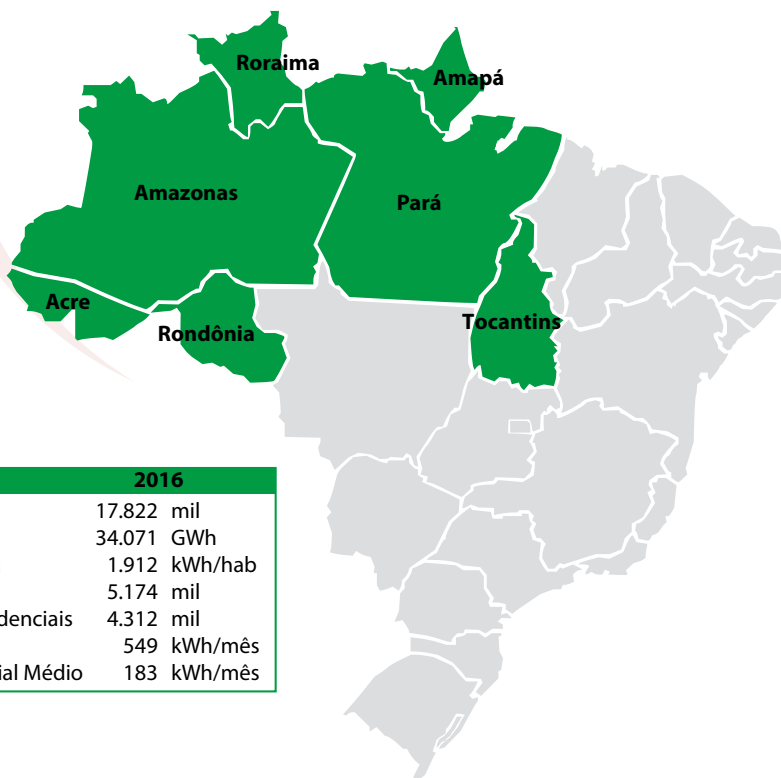 Roraima
Amapá
Amazonas
Pará
Acre
Rondônia
Tocantins
2016
17.822 mil
34.071 GWh
1.912 kWh/hab
5.174 mil
denciais 4.312 mil
549 kWh/mês
ial Médio 183 kWh/mês